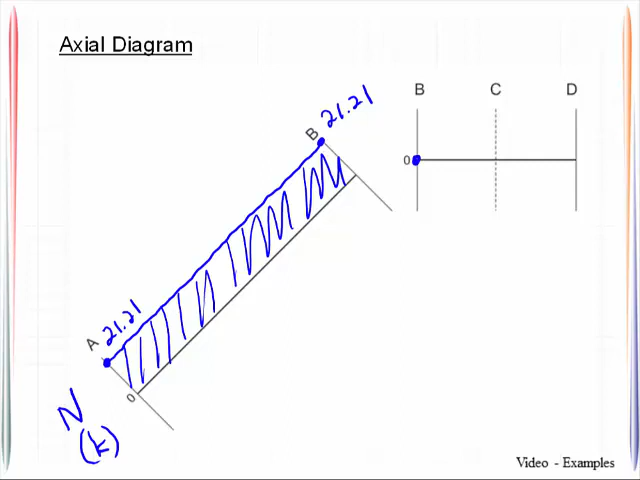 Axial Diagram
B C D
0
B 21.21
A 21.21
0
N
(k)
Video - Examples